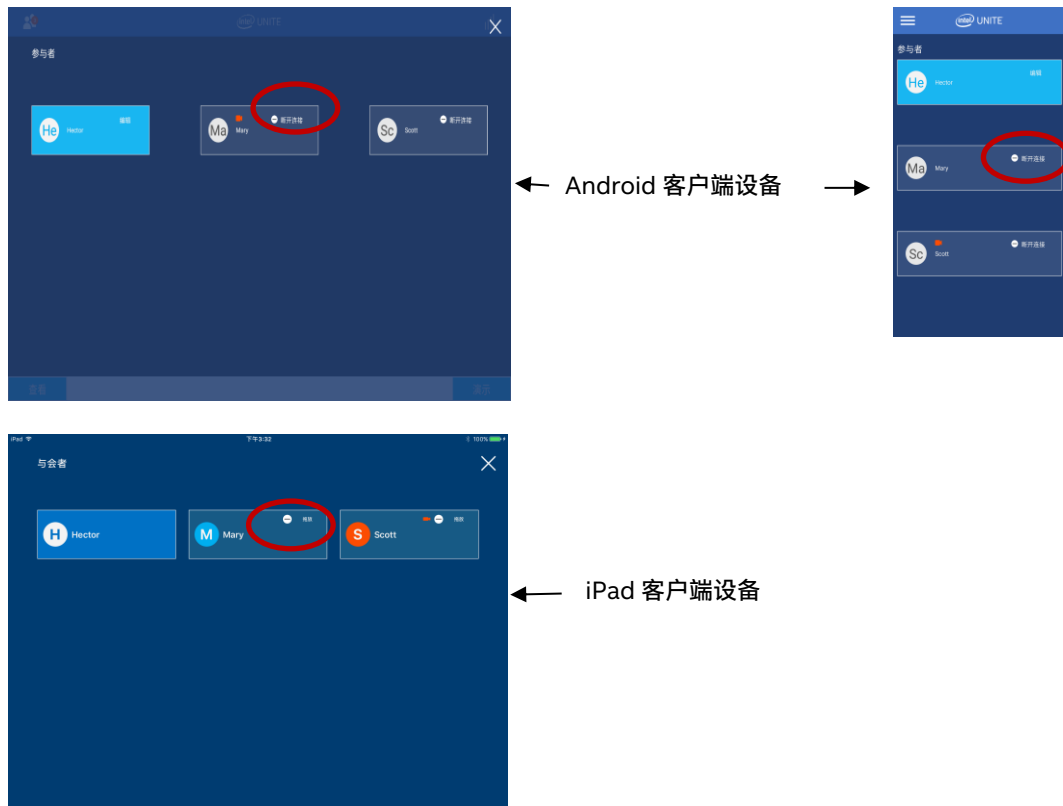 intel UNITE
X
参与者
He Hector 编辑
Ma Mary 断开连接
Sc Scott 断开连接
查看
intel UNITE
参与者
He Hector 编辑
Ma Mary 断开连接
Sc Scott 断开连接
Android 客户端设备
iPad 下午3:32 100%
与会者
H Hector
M Mary
S Scott
iPad 客户端设备